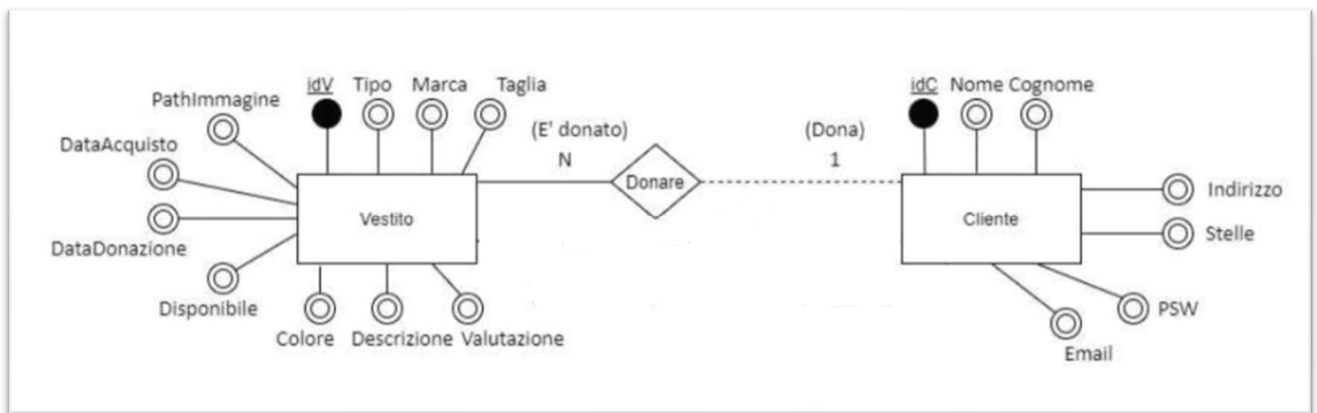 idV Tipo Marca Taglia
PathImmagine
DataAcquisto
DataDonazione
Disponibile
Vestito
Colore Descrizione Valutazione
(E' donato)
N
Donare
(Dona)
1
idC Nome Cognome
Cliente
Indirizzo
Stelle
PSW
Email